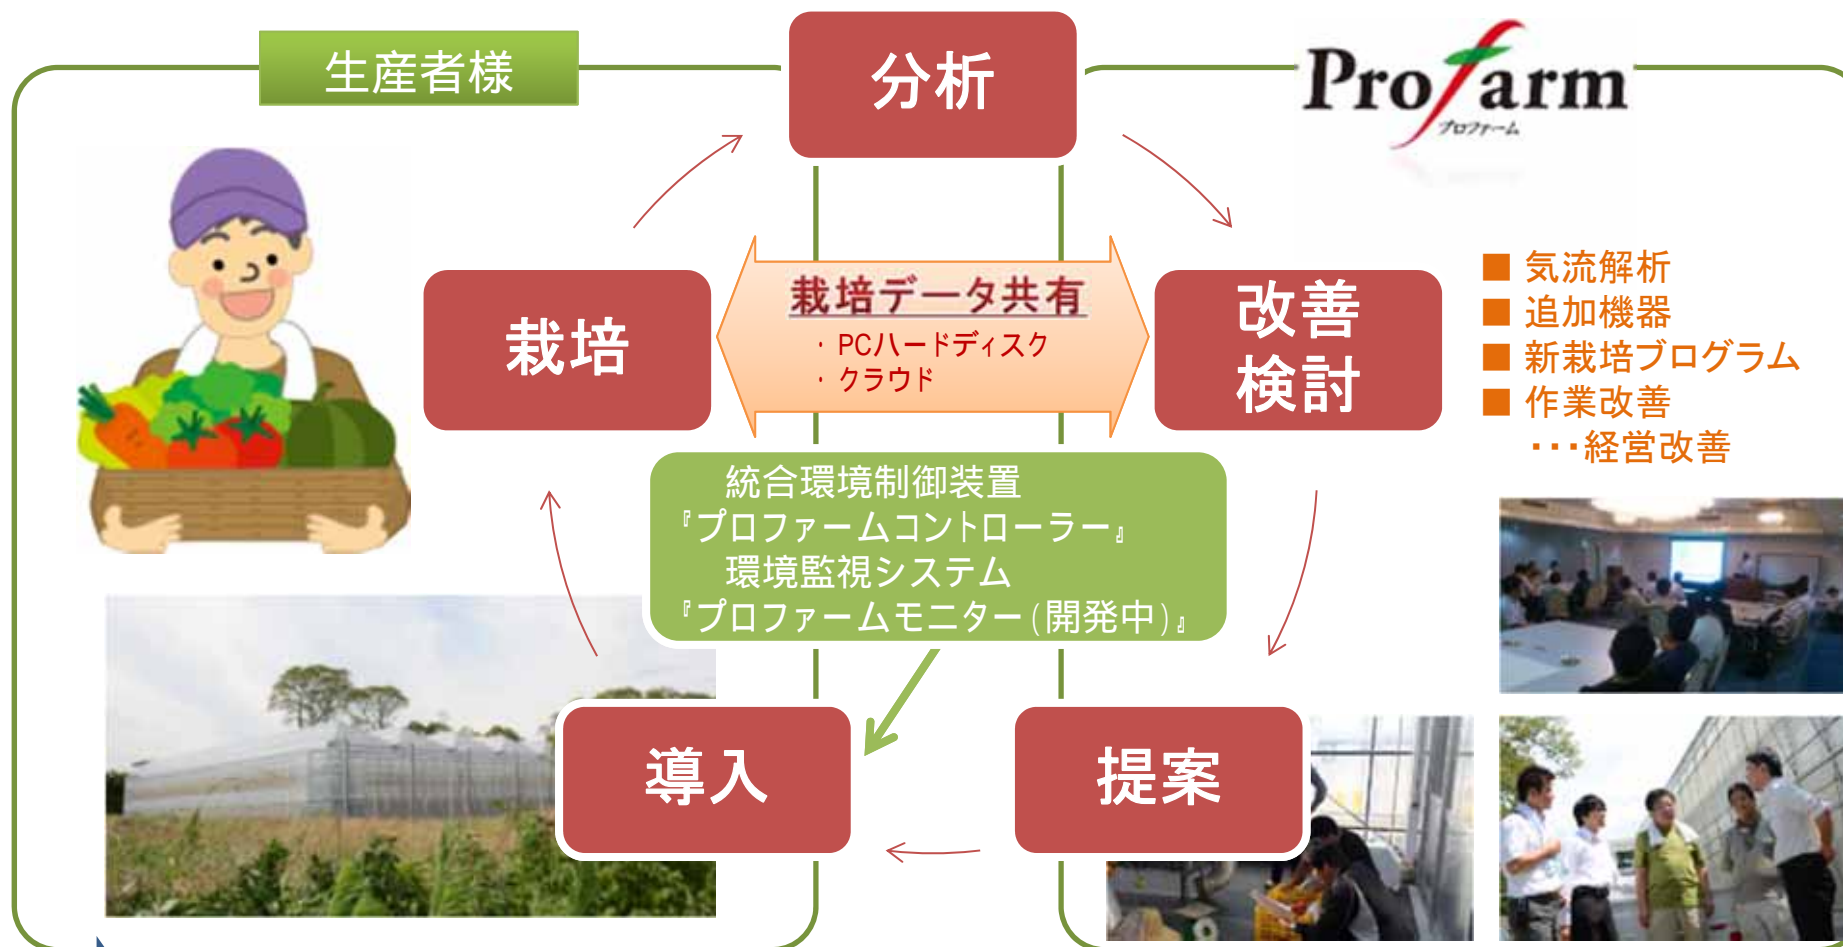 生産者様
分析
Profarm
プロファーム
栽培
栽培データ共有
・PCハードディスク
・クラウド
改善
検討
■ 気流解析
■ 追加機器
■ 新栽培ブログラム
■ 作業改善
・・・経営改善
統合環境制御装置
『プロファームコントローラー』
環境監視システム
『プロファームモニター(開発中)』
導入
提案